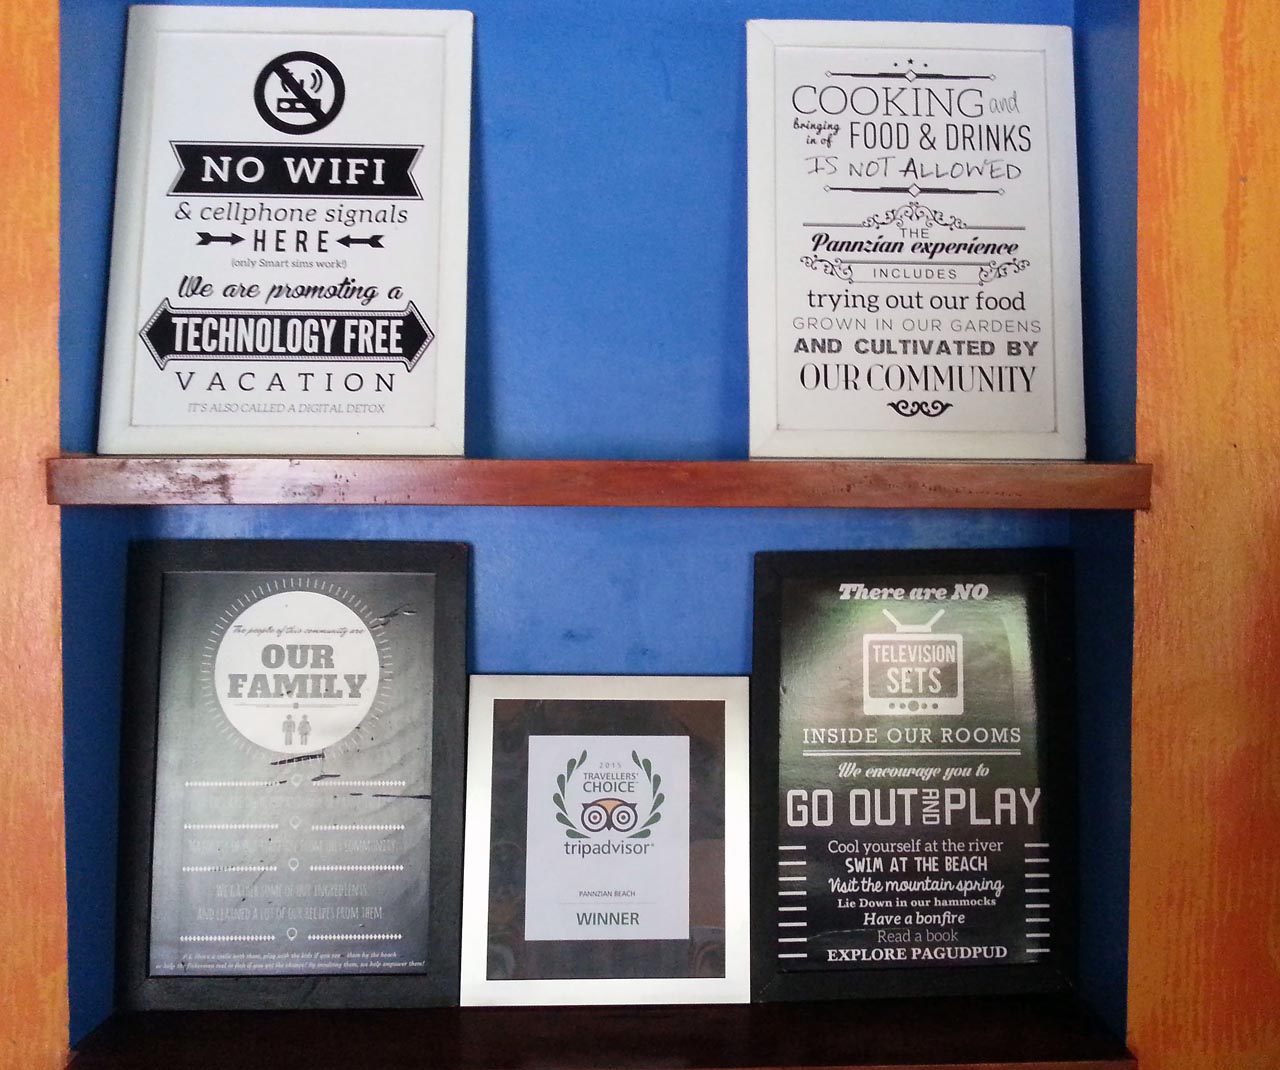 NO WIFI
& cellphone signals
HERE
(only Smart sims work!)
We are promoting a
TECHNOLOGY FREE
VACATION
IT'S ALSO CALLED A DIGITAL DETOX
COOKING and
bringing in of FOOD & DRINKS
IS NOT ALLOWED
THE
Pannzian experience
INCLUDES
trying out our food
GROWN IN OUR GARDENS
AND CULTIVATED BY
OUR COMMUNITY
The people of this community are
OUR
FAMILY
WE GATHER SOME OF OUR INGREDIENTS
AND LEARNED A LOT OF OUR RECIPES FROM THEM
2015
TRAVELLERS'
CHOICE™
tripadvisor®
PANNZIAN BEACH
WINNER
There are NO
TELEVISION
SETS
INSIDE OUR ROOMS
We encourage you to
GO OUT AND PLAY
Cool yourself at the river
SWIM AT THE BEACH
Visit the mountain spring
Lie Down in our hammocks
Have a bonfire
Read a book
EXPLORE PAGUDPUD